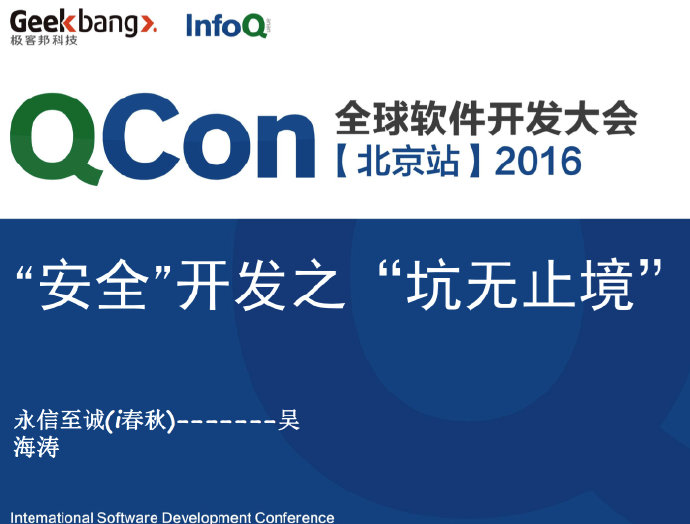 Geekbang>.
极客邦科技
InfoQ
QCon
全球软件开发大会
【北京站】2016
“安全”开发之 “坑无止境”
永信至诚(i春秋)-------吴
海涛
International Software Development Conference